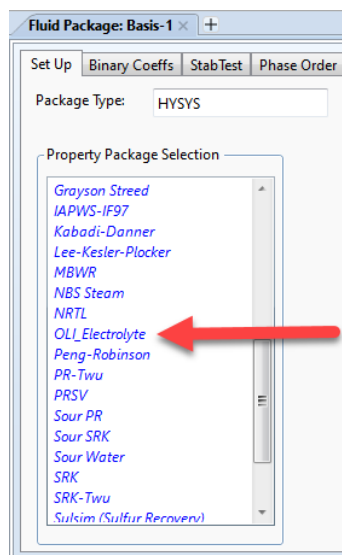 Fluid Package: Basis-1 × +
Set Up Binary Coeffs StabTest Phase Order
Package Type: HYSYS
Property Package Selection
Grayson Streed
IAPWS-IF97
Kabadi-Danner
Lee-Kesler-Plocker
MBWR
NBS Steam
NRTL
OLI_Electrolyte
Peng-Robinson
PR-Twu
PRSV
Sour PR
Sour SRK
Sour Water
SRK
SRK-Twu
Sulsim (Sulfur Recovery)